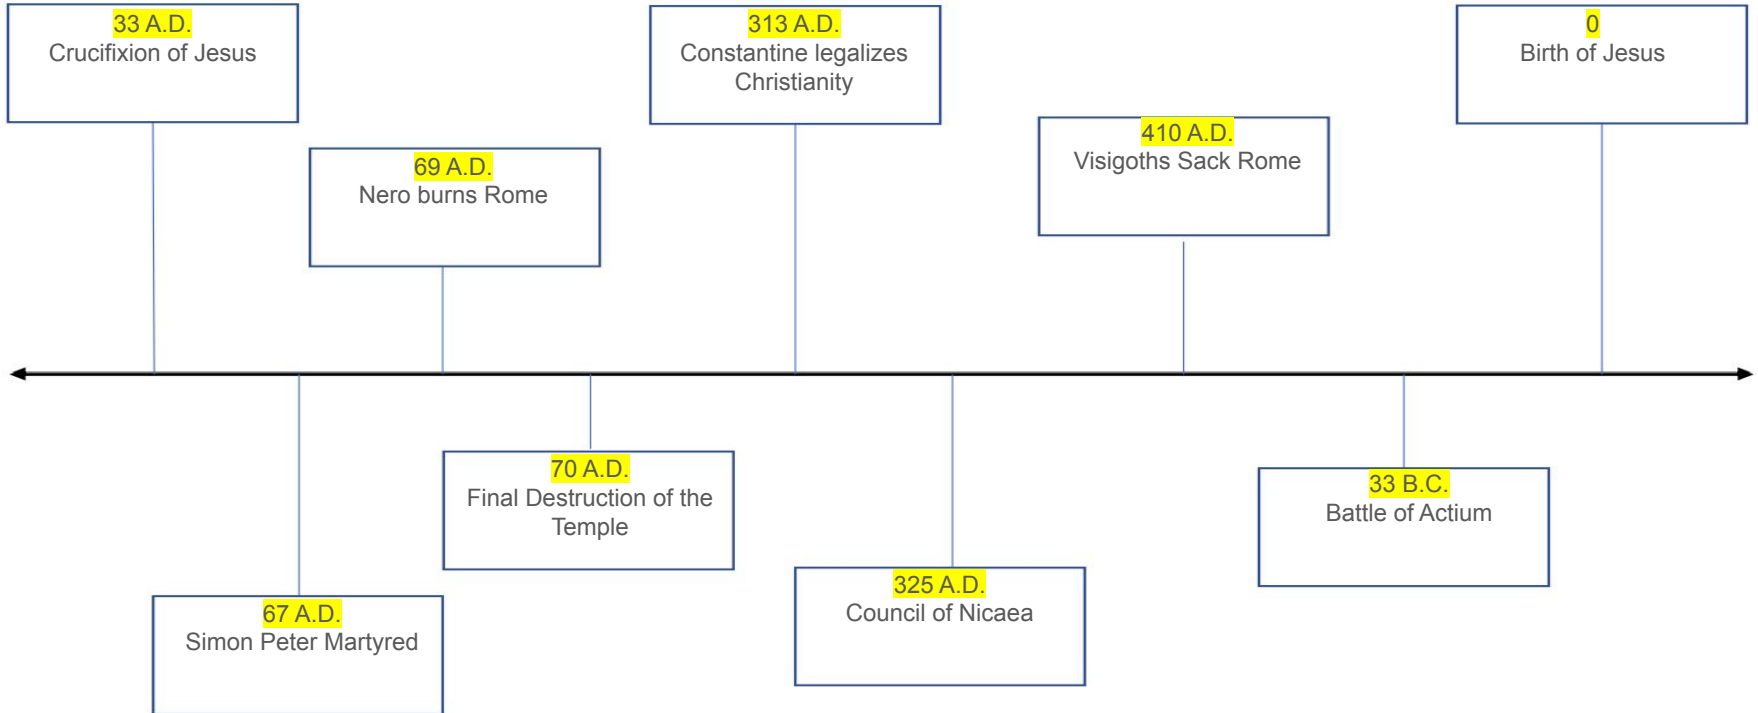 33 A.D.
Crucifixion of Jesus
69 A.D.
Nero burns Rome
313 A.D.
Constantine legalizes
Christianity
410 A.D.
Visigoths Sack Rome
0
Birth of Jesus
67 A.D.
Simon Peter Martyred
70 A.D.
Final Destruction of the
Temple
325 A.D.
Council of Nicaea
33 B.C.
Battle of Actium